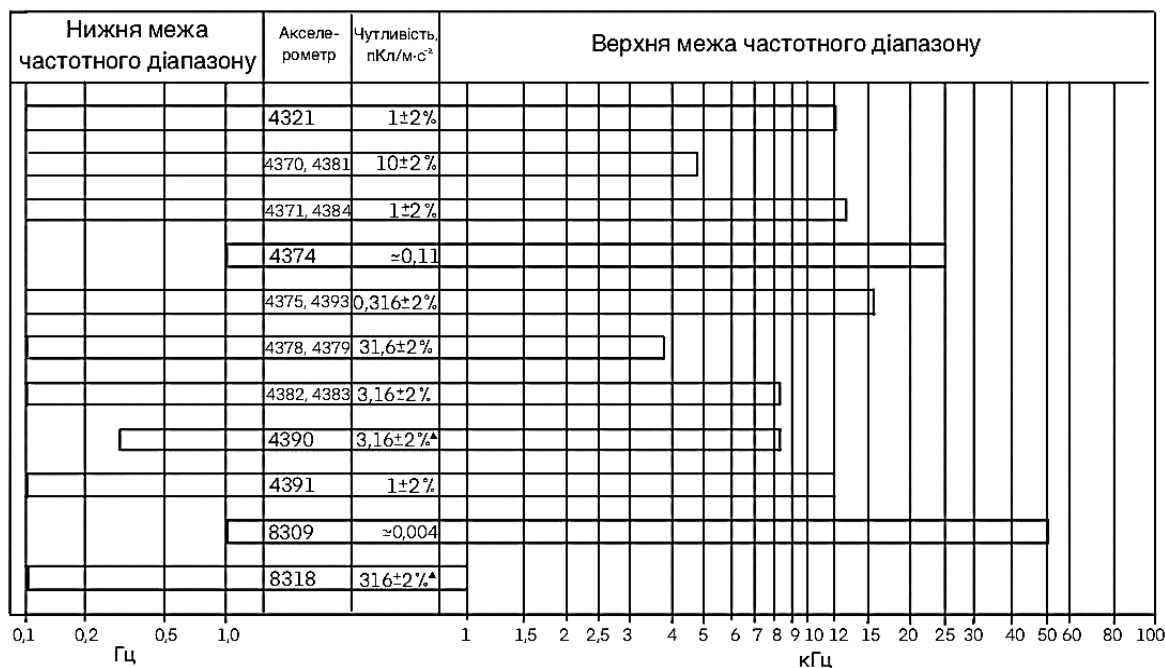 Нижня межа
частотного діапазону
Акселе-
рометр
Чутливість,
пКл/м·с⁻²
Верхня межа частотного діапазону
4321 1±2%
4370, 4381 10±2%
4371, 4384 1±2%
4374 ≃0,11
4375, 4393 0,316±2%
4378, 4379 31,6±2%
4382, 4383 3,16±2%
4390 3,16±2%▲
4391 1±2%
8309 ≃0,004
8318 316±2%▲
0,1 0,2 0,5 1,0 1 1,5 2 2,5 3 4 5 6 7 8 9 10 12 15 20 25 30 40 50 60 80 100
Гц кГц